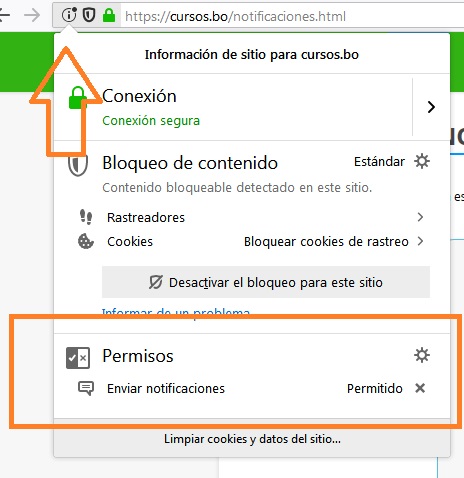 https://cursos.bo/notificaciones.html
Información de sitio para cursos.bo
Conexión
Conexión segura
Bloqueo de contenido Estándar
Contenido bloqueable detectado en este sitio.
Rastreadores
Cookies Bloquear cookies de rastreo
Desactivar el bloqueo para este sitio
Informar de un problema
Permisos
Enviar notificaciones Permitido
Limpiar cookies y datos del sitio...